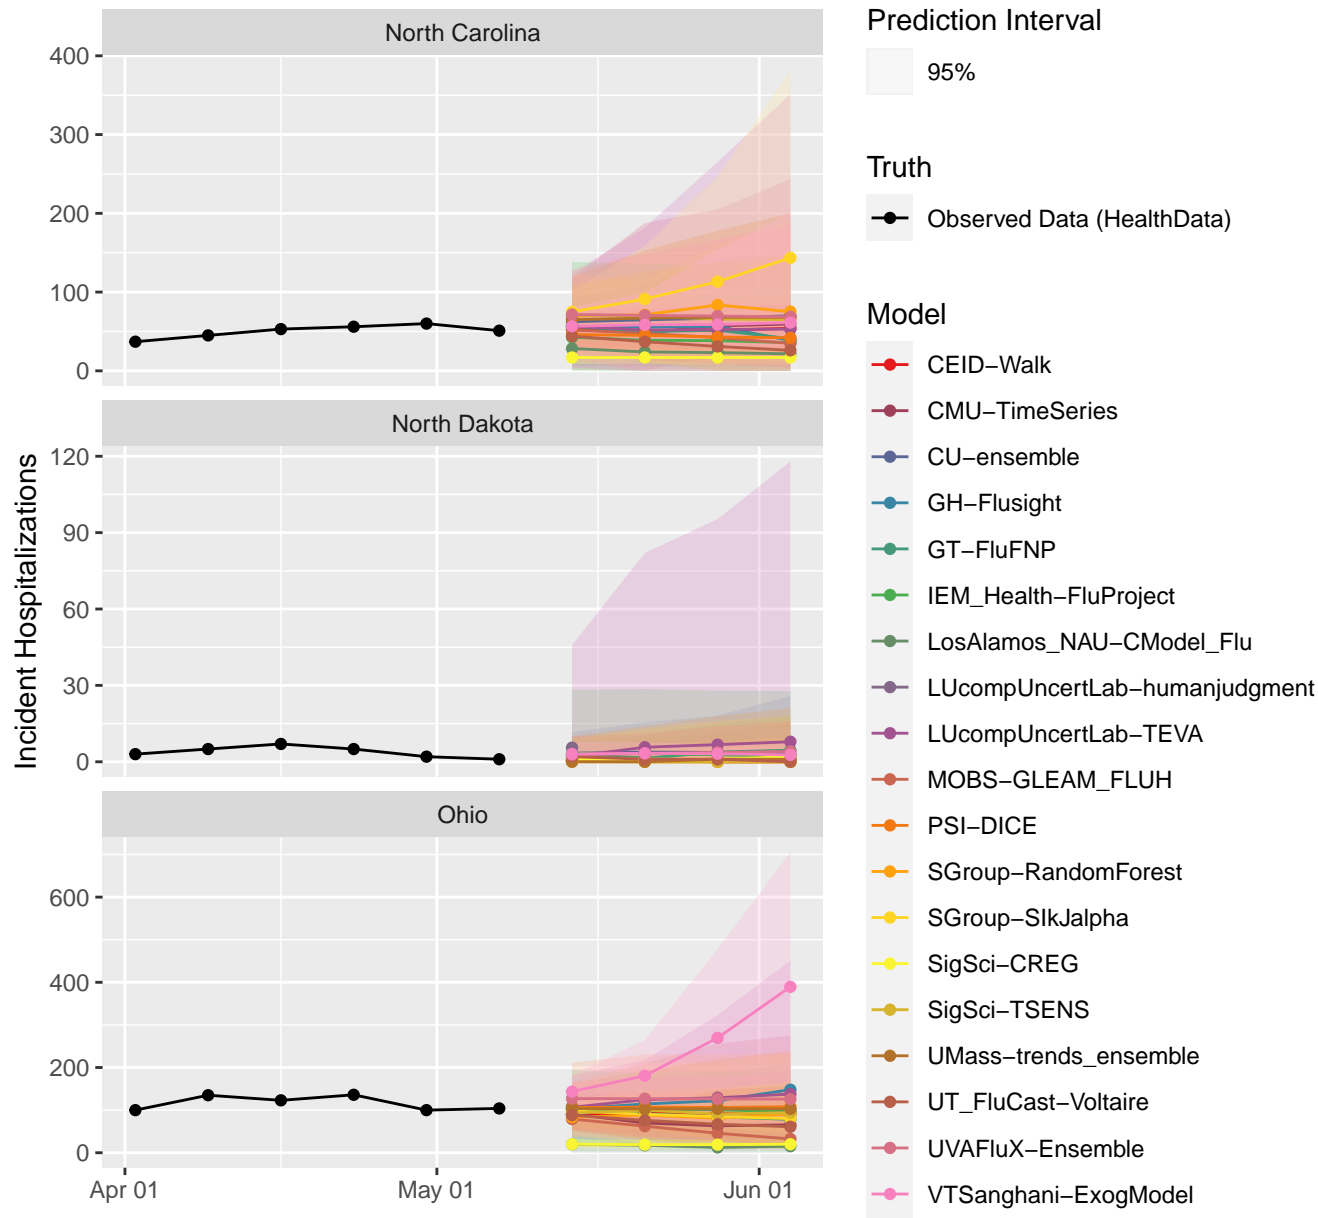 North Carolina
400
300
200
100
0
North Dakota
120
90
60
30
0
Ohio
600
400
200
0
Apr 01
May 01
Jun 01
Incident Hospitalizations
Prediction Interval
95%
Truth
Observed Data (HealthData)
Model
CEID−Walk
CMU−TimeSeries
CU−ensemble
GH−Flusight
GT−FluFNP
IEM_Health−FluProject
LosAlamos_NAU−CModel_Flu
LUcompUncertLab−humanjudgment
LUcompUncertLab−TEVA
MOBS−GLEAM_FLUH
PSI−DICE
SGroup−RandomForest
SGroup−SIkJalpha
SigSci−CREG
SigSci−TSENS
UMass−trends_ensemble
UT_FluCast−Voltaire
UVAFluX−Ensemble
VTSanghani−ExogModel